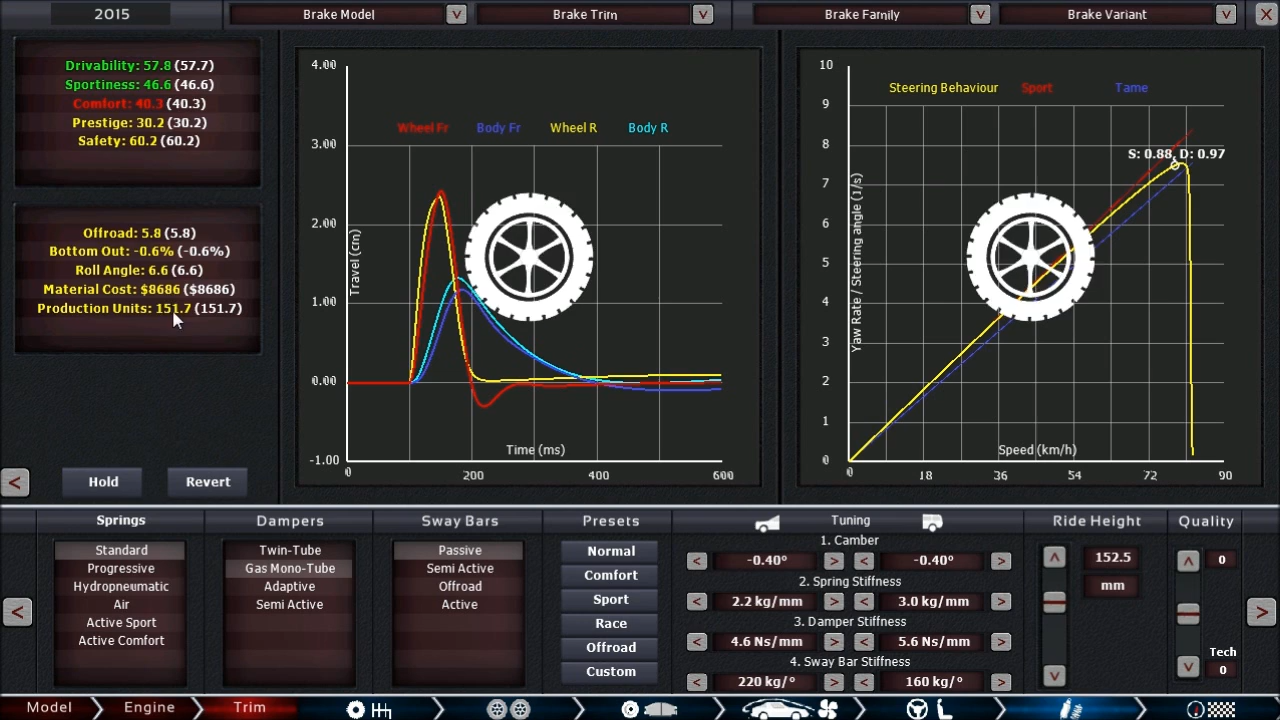 2015
Brake Model
Brake Trim
Brake Family
Brake Variant
Drivability: 57.8 (57.7)
Sportiness: 46.6 (46.6)
Comfort: 40.3 (40.3)
Prestige: 30.2 (30.2)
Safety: 60.2 (60.2)
Offroad: 5.8 (5.8)
Bottom Out: -0.6% (-0.6%)
Roll Angle: 6.6 (6.6)
Material Cost: $8686 ($8686)
Production Units: 151.7 (151.7)
Hold
Revert
4.00
3.00
2.00
1.00
0.00
-1.00
Travel (cm)
Wheel Fr
Body Fr
Wheel R
Body R
Time (ms)
0
200
400
600
10
9
8
7
6
5
4
3
2
1
0
Yaw Rate / Steering angle (1/s)
Steering Behaviour
Sport
Tame
S: 0.88, D: 0.97
Speed (km/h)
0
18
36
54
72
90
Springs
Standard
Progressive
Hydropneumatic
Air
Active Sport
Active Comfort
Dampers
Twin-Tube
Gas Mono-Tube
Adaptive
Semi Active
Sway Bars
Passive
Semi Active
Offroad
Active
Presets
Normal
Comfort
Sport
Race
Offroad
Custom
Tuning
1. Camber
-0.40° -0.40°
2. Spring Stiffness
2.2 kg/mm 3.0 kg/mm
3. Damper Stiffness
4.6 Ns/mm 5.6 Ns/mm
4. Sway Bar Stiffness
220 kg/° 160 kg/°
Ride Height
152.5
mm
Quality
0
Tech
0
Model
Engine
Trim